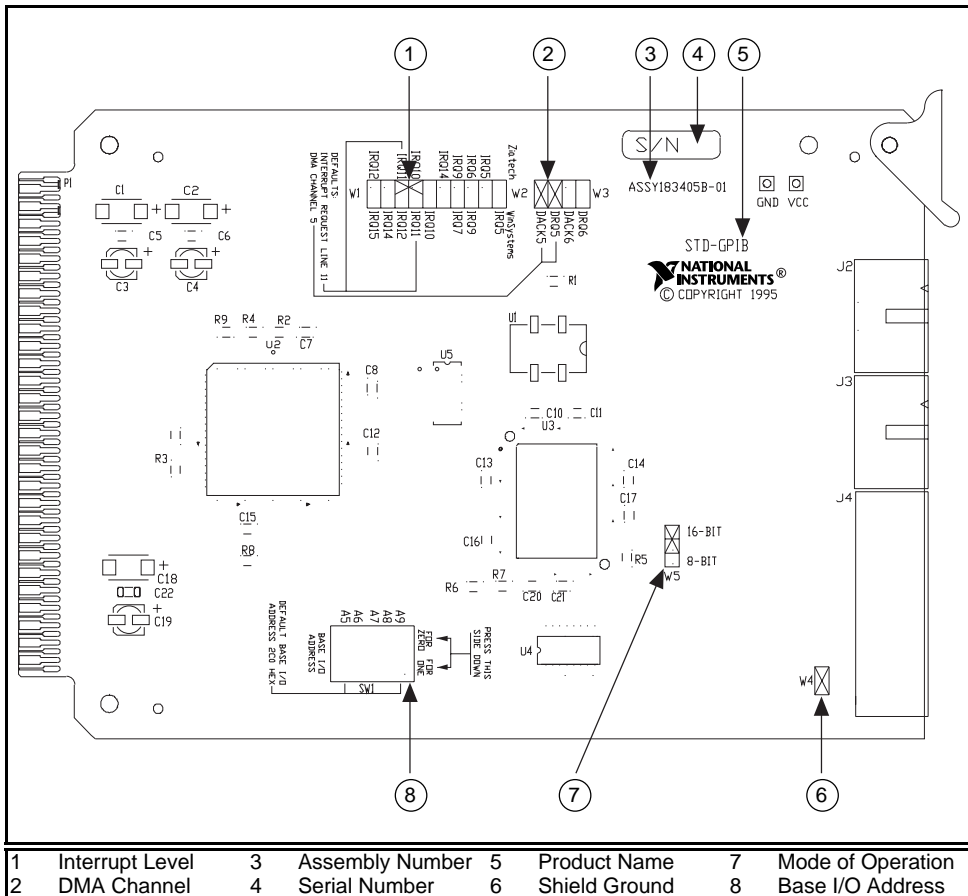 1 2 3 4 5
S/N
ASSY183405B-01
GND VCC
STD-GPIB
NATIONAL INSTRUMENTS ®
© COPYRIGHT 1995
DEFAULTS:
INTERRUPT REQUEST LINE 11
DMA CHANNEL 5
W1
IRQ12 IRQ11 IRQ10 IRQ14 IRQ9 IRQ6 IRQ5 Ziatech
IRQ15 IRQ14 IRQ12 IRQ11 IRQ10 IRQ7 IRQ9 IRQ5 WinSystems
W2 W3
DACK5 DRQ5 DACK6 DRQ6
P1
C1 C2
C5 C6
C3 C4
R1
J2
J3
J4
R9 R4 R2 C7
U2
U1
U5
C8
C12
R3
C10 C11
U3
C13 C14
C17
C16
C15
R8
R5
16-BIT
8-BIT
W5
R6 R7 C20 C21
C18
C22
C19
DEFAULT BASE I/O
ADDRESS 2C0 HEX
BASE I/O
ADDRESS
A5 A6 A7 A8 A9
SW1
FOR ZERO
FOR ONE
PRESS THIS
SIDE DOWN
U4
W4
8 7 6
1 Interrupt Level 3 Assembly Number 5 Product Name 7 Mode of Operation
2 DMA Channel 4 Serial Number 6 Shield Ground 8 Base I/O Address